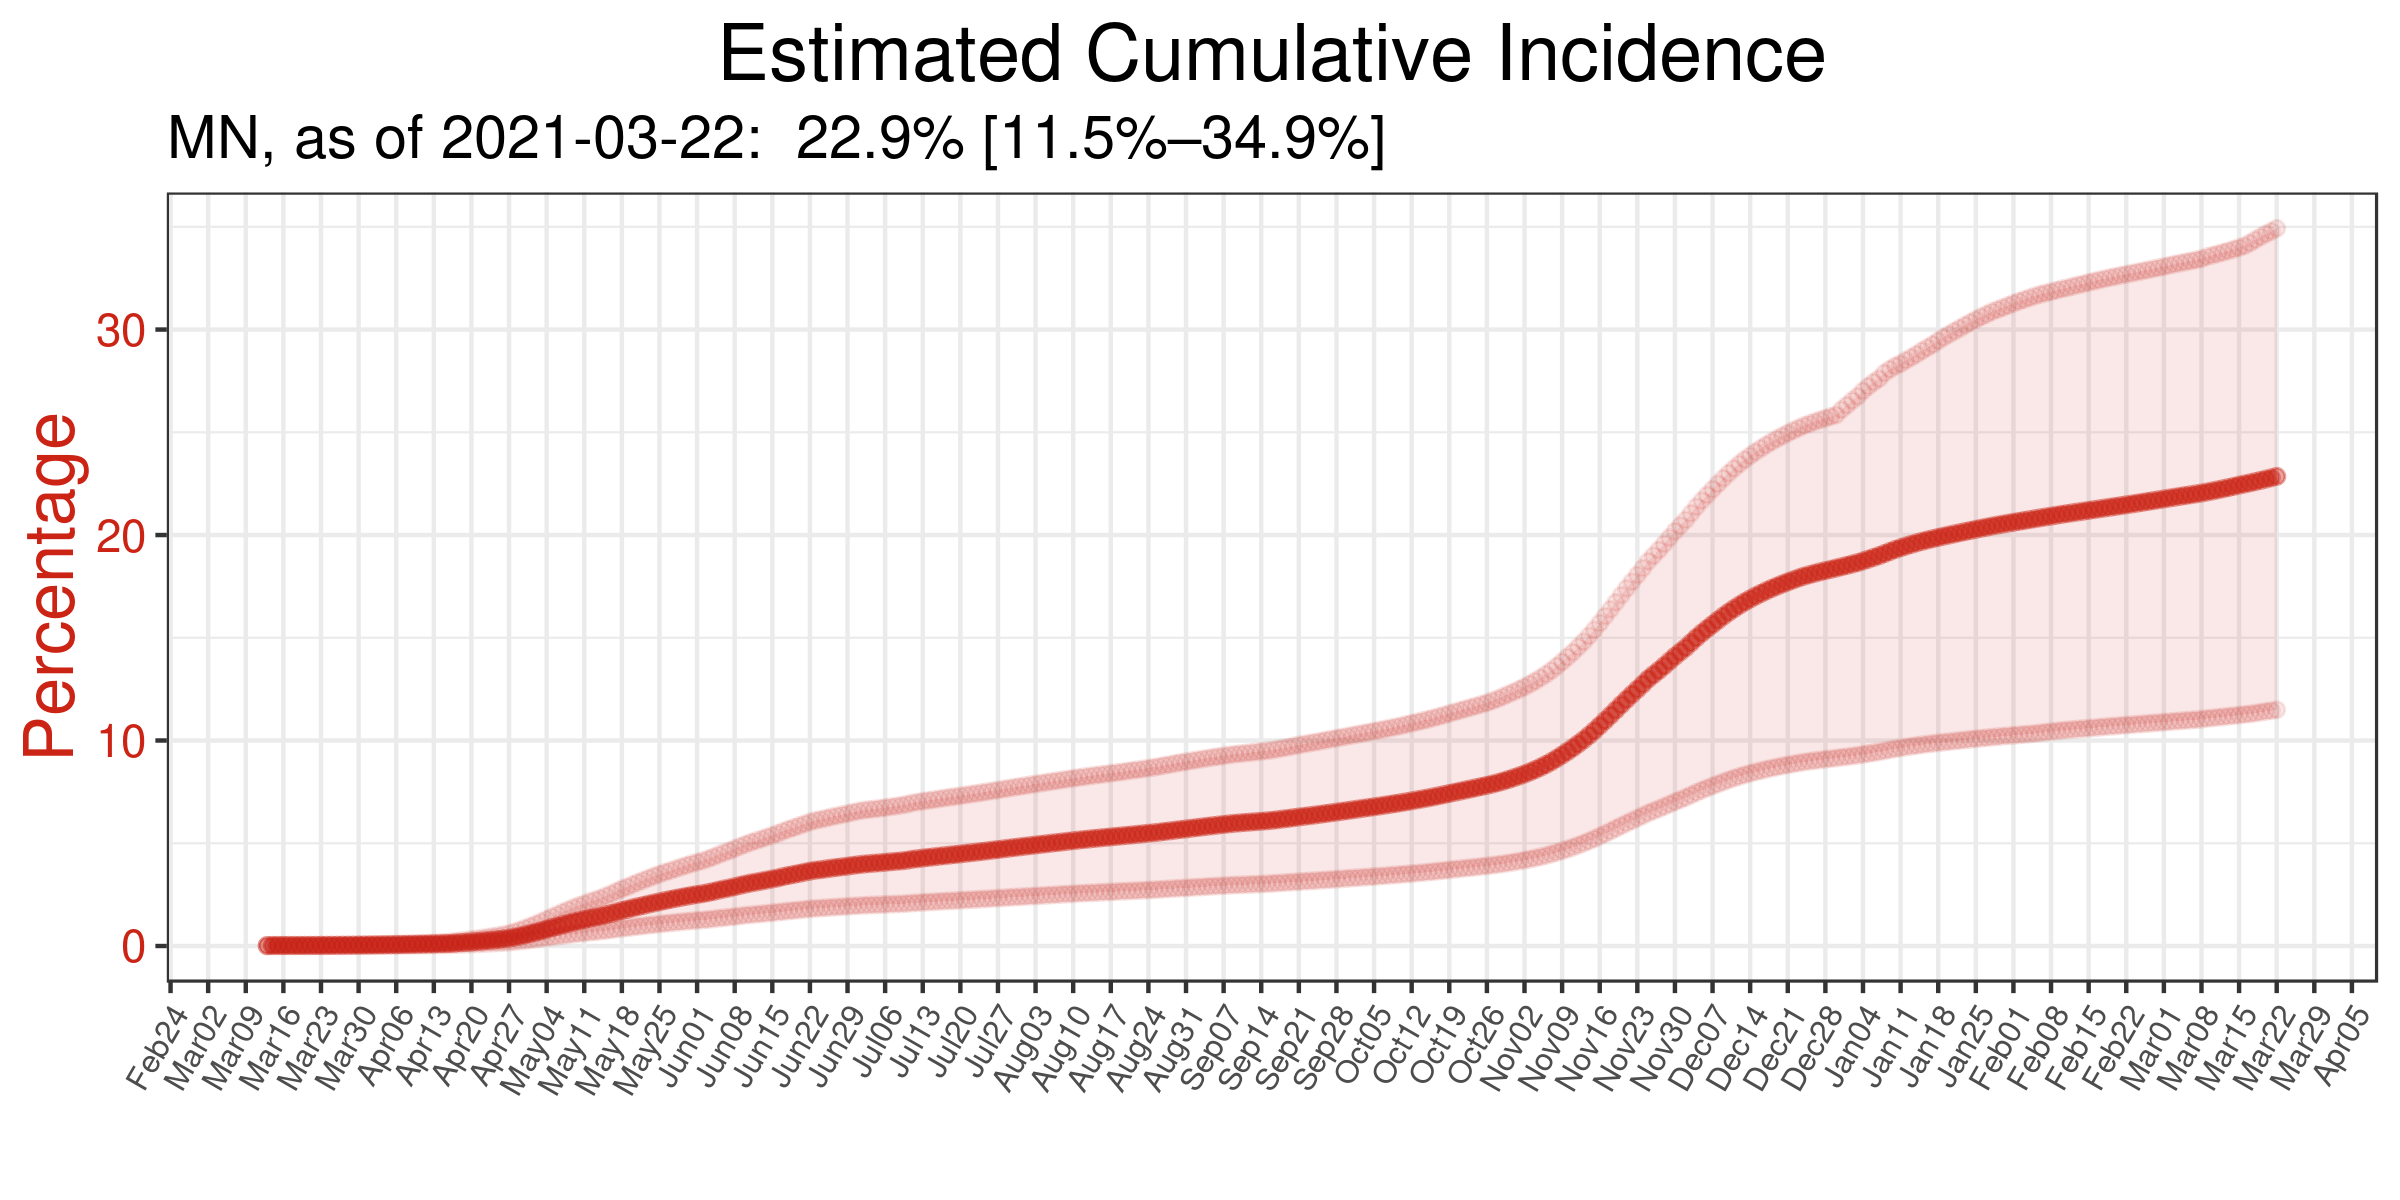 Estimated Cumulative Incidence
MN, as of 2021-03-22:  22.9% [11.5%–34.9%]
Percentage
30
20
10
0
Feb24
Mar02
Mar09
Mar16
Mar23
Mar30
Apr06
Apr13
Apr20
Apr27
May04
May11
May18
May25
Jun01
Jun08
Jun15
Jun22
Jun29
Jul06
Jul13
Jul20
Jul27
Aug03
Aug10
Aug17
Aug24
Aug31
Sep07
Sep14
Sep21
Sep28
Oct05
Oct12
Oct19
Oct26
Nov02
Nov09
Nov16
Nov23
Nov30
Dec07
Dec14
Dec21
Dec28
Jan04
Jan11
Jan18
Jan25
Feb01
Feb08
Feb15
Feb22
Mar01
Mar08
Mar15
Mar22
Mar29
Apr05